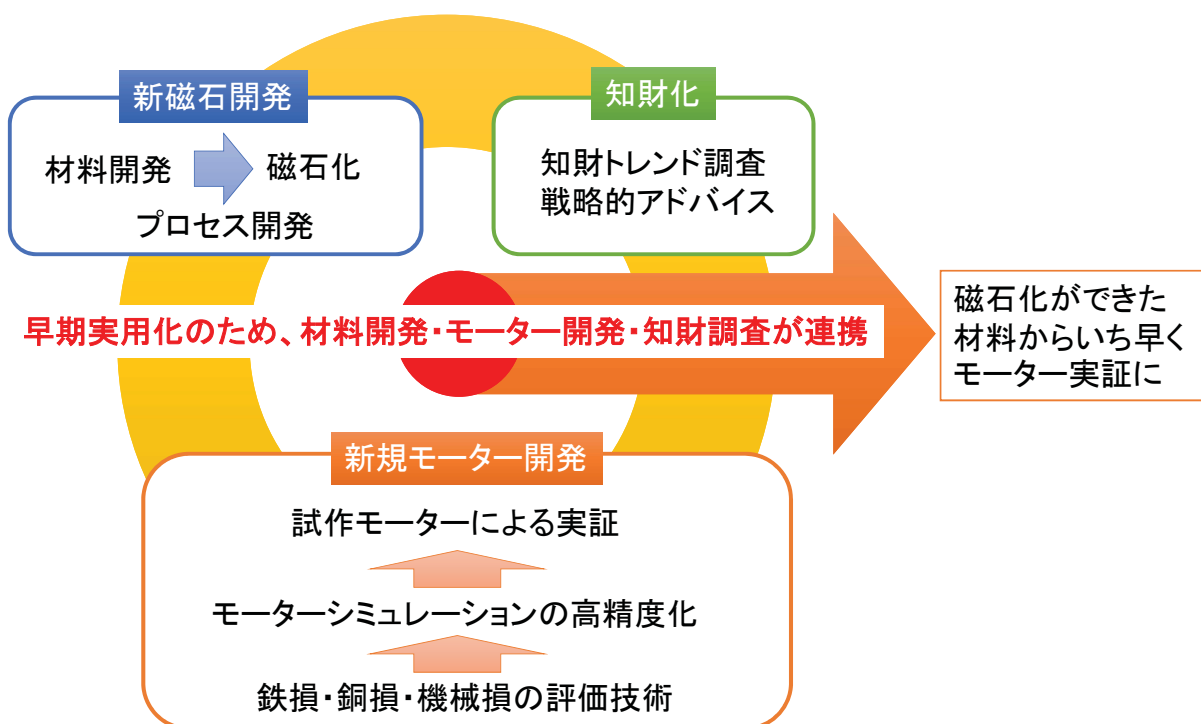 新磁石開発
材料開発
磁石化
プロセス開発
知財化
知財トレンド調査
戦略的アドバイス
早期実用化のため、材料開発・モーター開発・知財調査が連携
磁石化ができた
材料からいち早く
モーター実証に
新規モーター開発
試作モーターによる実証
モーターシミュレーションの高精度化
鉄損・銅損・機械損の評価技術